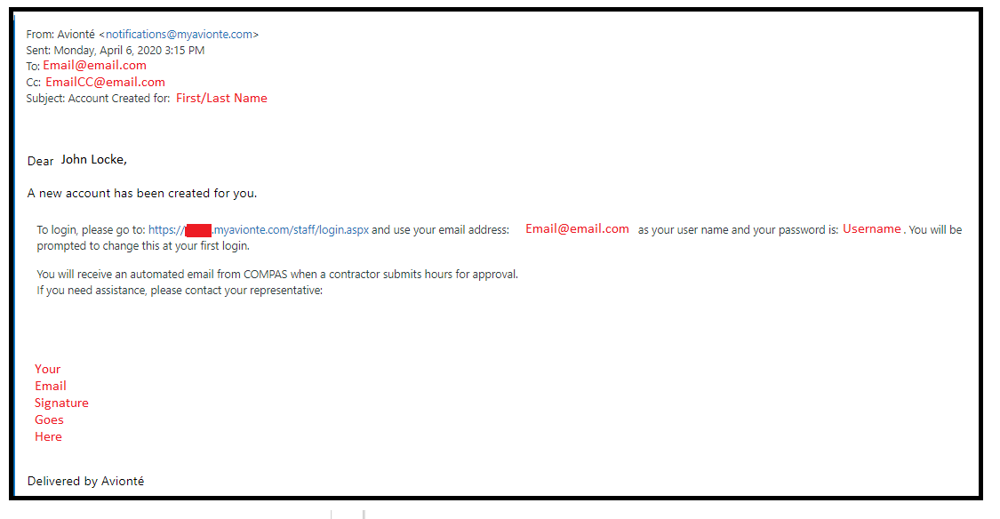 From: Avionté <notifications@myavionte.com>
Sent: Monday, April 6, 2020 3:15 PM
To: Email@email.com
Cc: EmailCC@email.com
Subject: Account Created for: First/Last Name
Dear John Locke,
A new account has been created for you.
To login, please go to: https:// .myavionte.com/staff/login.aspx and use your email address: Email@email.com as your user name and your password is: Username. You will be
prompted to change this at your first login.
You will receive an automated email from COMPAS when a contractor submits hours for approval.
If you need assistance, please contact your representative:
Your
Email
Signature
Goes
Here
Delivered by Avionté